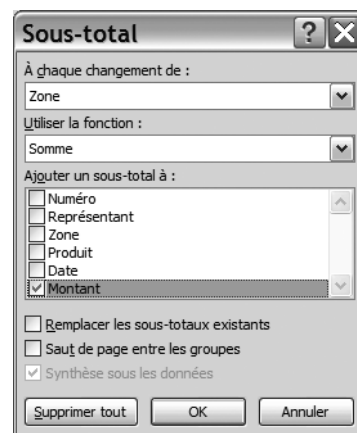 Sous-total
À chaque changement de :
Zone
Utiliser la fonction :
Somme
Ajouter un sous-total à :
Numéro
Représentant
Zone
Produit
Date
Montant
Remplacer les sous-totaux existants
Saut de page entre les groupes
Synthèse sous les données
Supprimer tout
OK
Annuler